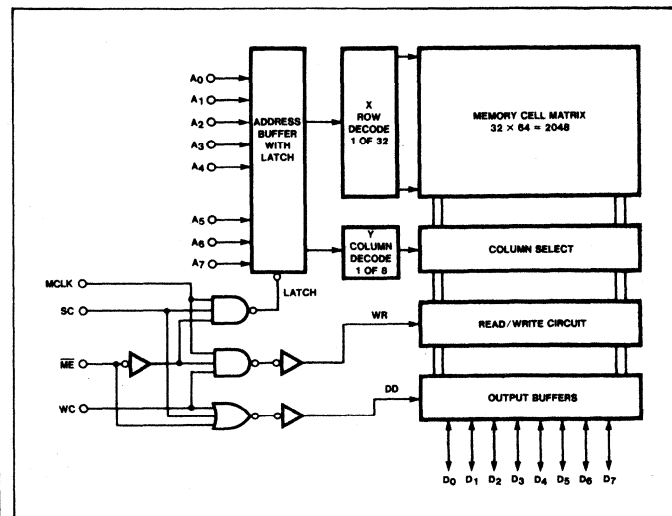 A0
A1
A2
A3
A4
A5
A6
A7
ADDRESS
BUFFER
WITH
LATCH
X
ROW
DECODE
1 OF 32
MEMORY CELL MATRIX
32 × 64 = 2048
Y
COLUMN
DECODE
1 OF 8
COLUMN SELECT
MCLK
SC
ME
WC
LATCH
WR
READ/WRITE CIRCUIT
DD
OUTPUT BUFFERS
D0 D1 D2 D3 D4 D5 D6 D7